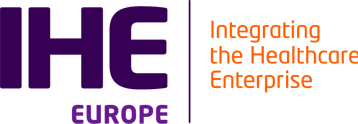 IHE
EUROPE
Integrating
the Healthcare
Enterprise